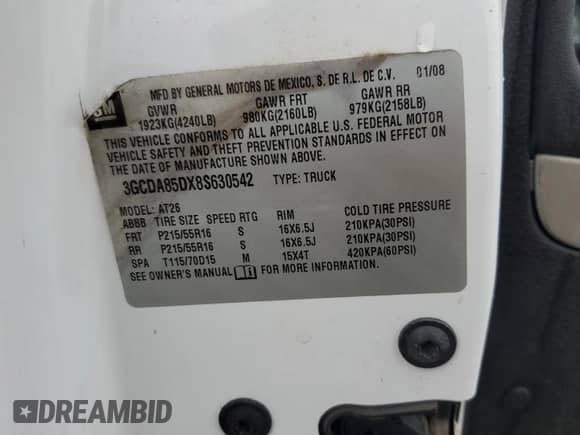 GM
MFD BY GENERAL MOTORS DE MEXICO, S. DE R.L. DE C.V. 01/08
GVWR GAWR FRT GAWR RR
1923KG(4240LB) 980KG(2160LB) 979KG(2158LB)
THIS VEHICLE CONFORMS TO ALL APPLICABLE U.S. FEDERAL MOTOR
VEHICLE SAFETY AND THEFT PREVENTION STANDARDS IN EFFECT ON
THE DATE OF MANUFACTURE SHOWN ABOVE.
3GCDA85DX8S630542 TYPE: TRUCK
MODEL: AT26
ABBB TIRE SIZE SPEED RTG RIM COLD TIRE PRESSURE
FRT P215/55R16 S 16X6.5J 210KPA(30PSI)
RR P215/55R16 S 16X6.5J 210KPA(30PSI)
SPA T115/70D15 M 15X4T 420KPA(60PSI)
SEE OWNER'S MANUAL FOR MORE INFORMATION
DREAMBID